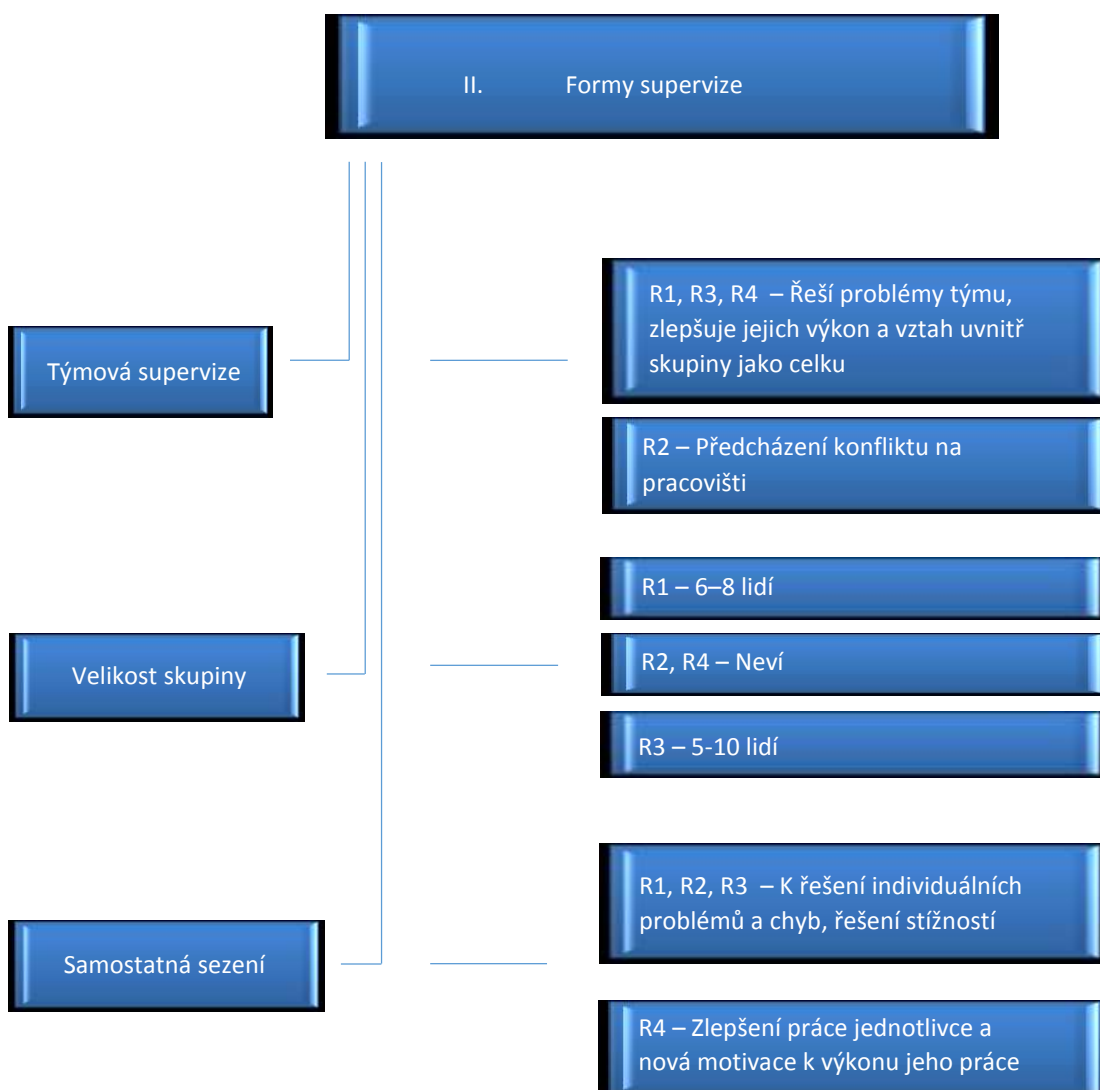 II. Formy supervize
Týmová supervize
R1, R3, R4 – Řeší problémy týmu,
zlepšuje jejich výkon a vztah uvnitř
skupiny jako celku
R2 – Předcházení konfliktu na
pracovišti
Velikost skupiny
R1 – 6–8 lidí
R2, R4 – Neví
R3 – 5-10 lidí
Samostatná sezení
R1, R2, R3 – K řešení individuálních
problémů a chyb, řešení stížností
R4 – Zlepšení práce jednotlivce a
nová motivace k výkonu jeho práce